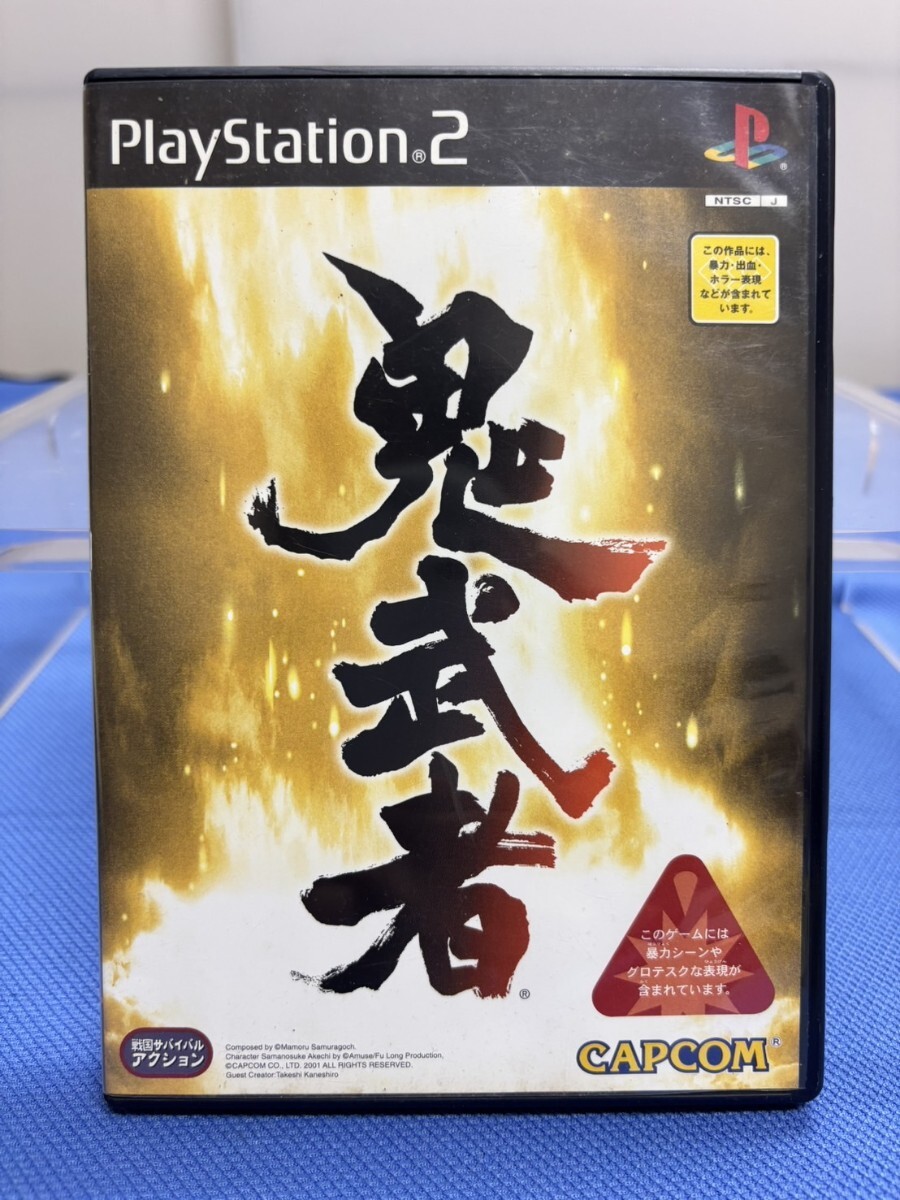 PlayStation®2
NTSC J
この作品には、
暴力・出血・
ホラー表現
などが含まれて
います。
鬼武者®
このゲームには
暴力シーンや
グロテスクな表現が
含まれています。
戦国サバイバル
アクション
Composed by ©Mamoru Samuragoch.
Character Samanosuke Akechi by ©Amuse/Fu Long Production,
©CAPCOM CO., LTD. 2001 ALL RIGHTS RESERVED.
Guest Creator:Takeshi Kaneshiro
CAPCOM®